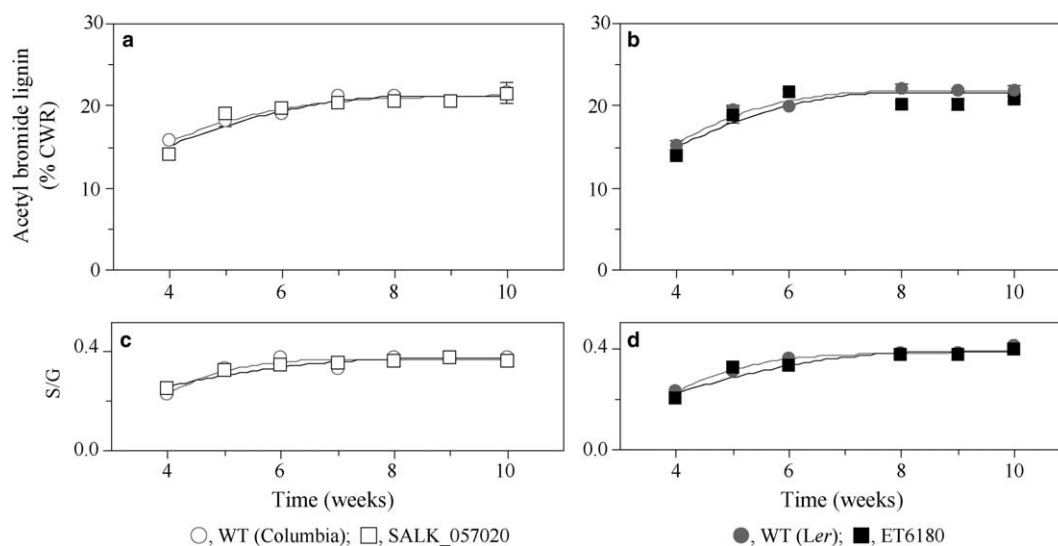 Acetyl bromide lignin
(% CWR)
30
20
10
0
a
4
6
8
10
30
20
10
0
b
4
6
8
10
S/G
0.4
0.0
c
4
6
8
10
Time (weeks)
0.4
0.0
d
4
6
8
10
Time (weeks)
, WT (Columbia); , SALK_057020
, WT (Ler); , ET6180